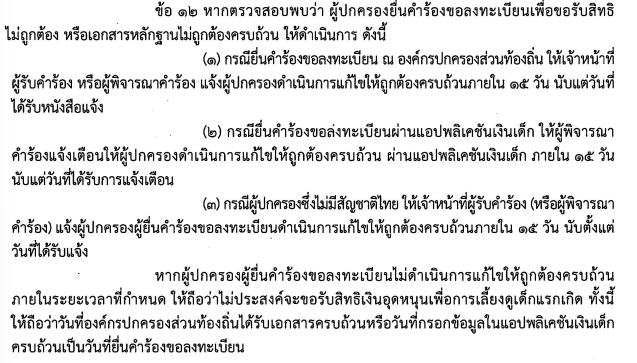 ข้อ ๑๒ หากตรวจสอบพบว่า ผู้ปกครองยื่นคำร้องขอลงทะเบียนเพื่อขอรับสิทธิ
ไม่ถูกต้อง หรือเอกสารหลักฐานไม่ถูกต้องครบถ้วน ให้ดำเนินการ ดังนี้
(๑) กรณียื่นคำร้องขอลงทะเบียน ณ องค์กรปกครองส่วนท้องถิ่น ให้เจ้าหน้าที่
ผู้รับคำร้อง หรือผู้พิจารณาคำร้อง แจ้งผู้ปกครองดำเนินการแก้ไขให้ถูกต้องครบถ้วนภายใน ๑๕ วัน นับแต่วันที่
ได้รับหนังสือแจ้ง
(๒) กรณียื่นคำร้องขอลงทะเบียนผ่านแอปพลิเคชันเงินเด็ก ให้ผู้พิจารณา
คำร้องแจ้งเตือนให้ผู้ปกครองดำเนินการแก้ไขให้ถูกต้องครบถ้วน ผ่านแอปพลิเคชันเงินเด็ก ภายใน ๑๕ วัน
นับแต่วันที่ได้รับการแจ้งเตือน
(๓) กรณีผู้ปกครองซึ่งไม่มีสัญชาติไทย ให้เจ้าหน้าที่ผู้รับคำร้อง (หรือผู้พิจารณา
คำร้อง) แจ้งผู้ปกครองผู้ยื่นคำร้องขอลงทะเบียนดำเนินการแก้ไขให้ถูกต้องครบถ้วนภายใน ๑๕ วัน นับตั้งแต่
วันที่ได้รับแจ้ง
หากผู้ปกครองผู้ยื่นคำร้องขอลงทะเบียนไม่ดำเนินการแก้ไขให้ถูกต้องครบถ้วน
ภายในระยะเวลาที่กำหนด ให้ถือว่าไม่ประสงค์จะขอรับสิทธิเงินอุดหนุนเพื่อการเลี้ยงดูเด็กแรกเกิด ทั้งนี้
ให้ถือว่าวันที่องค์กรปกครองส่วนท้องถิ่นได้รับเอกสารครบถ้วนหรือวันที่กรอกข้อมูลในแอปพลิเคชันเงินเด็ก
ครบถ้วนเป็นวันที่ยื่นคำร้องขอลงทะเบียน